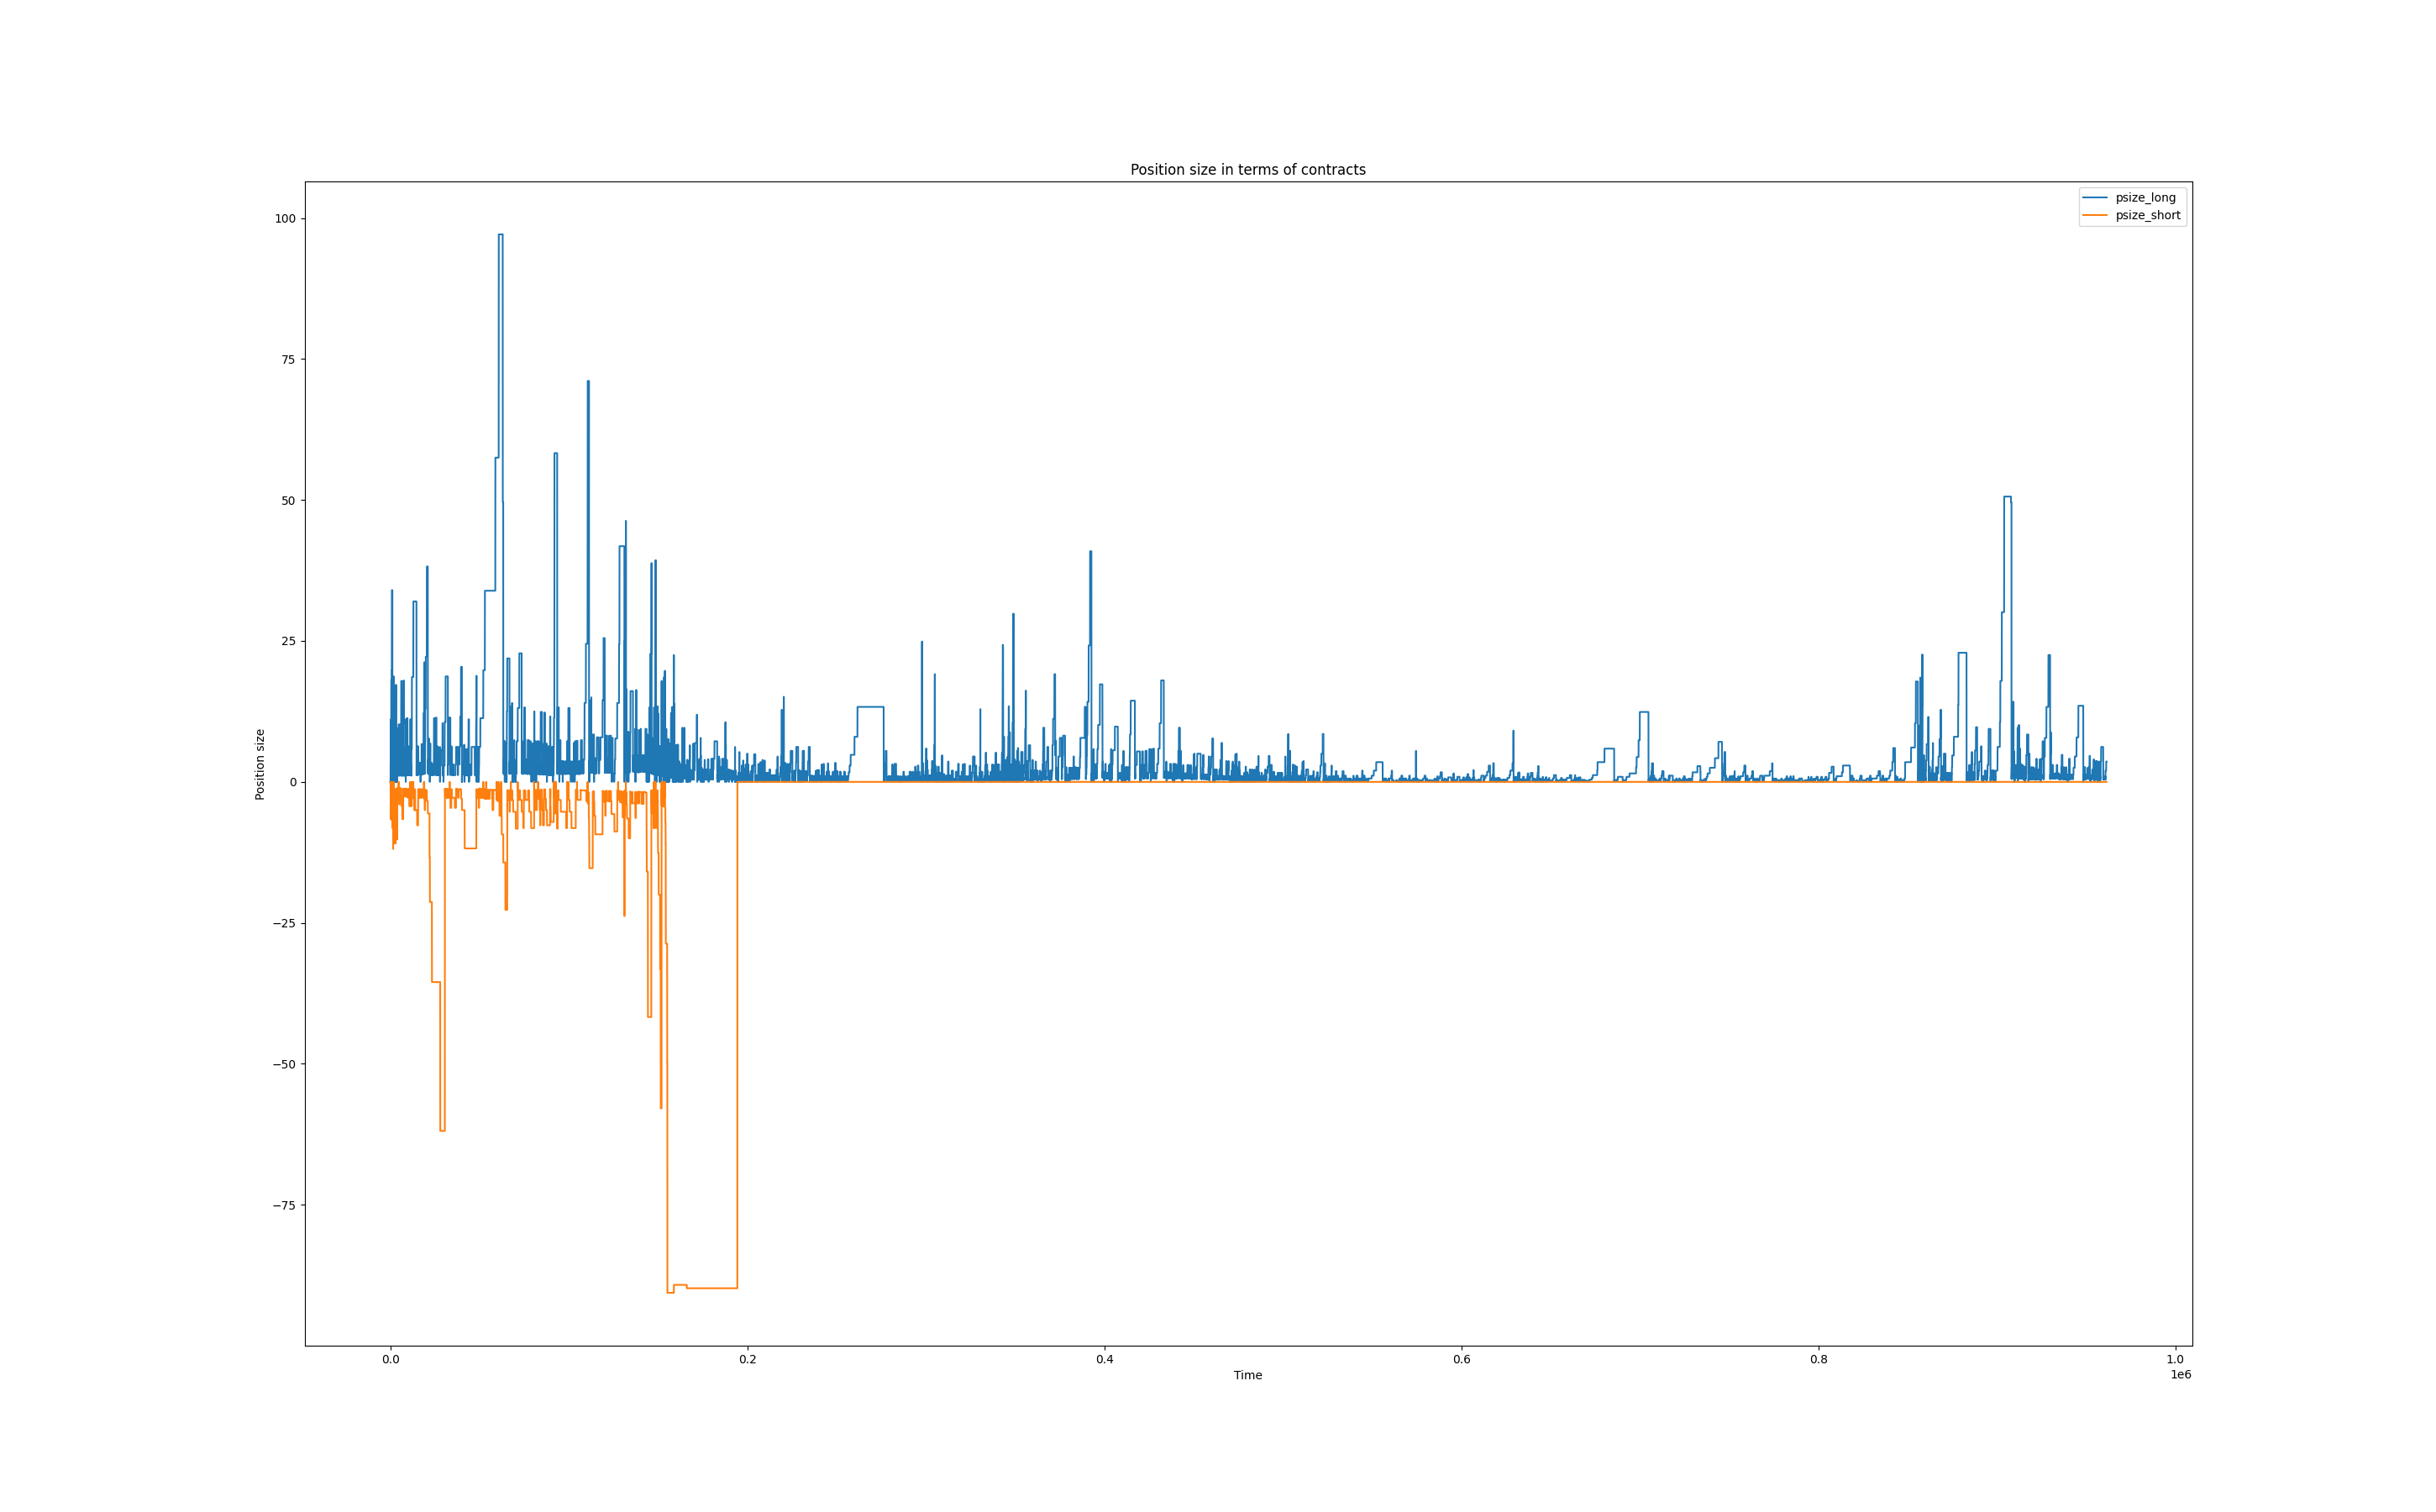 Position size in terms of contracts
psize_long
psize_short
100
75
50
25
0
−25
−50
−75
Position size
0.0
0.2
0.4
0.6
0.8
1.0
1e6
Time